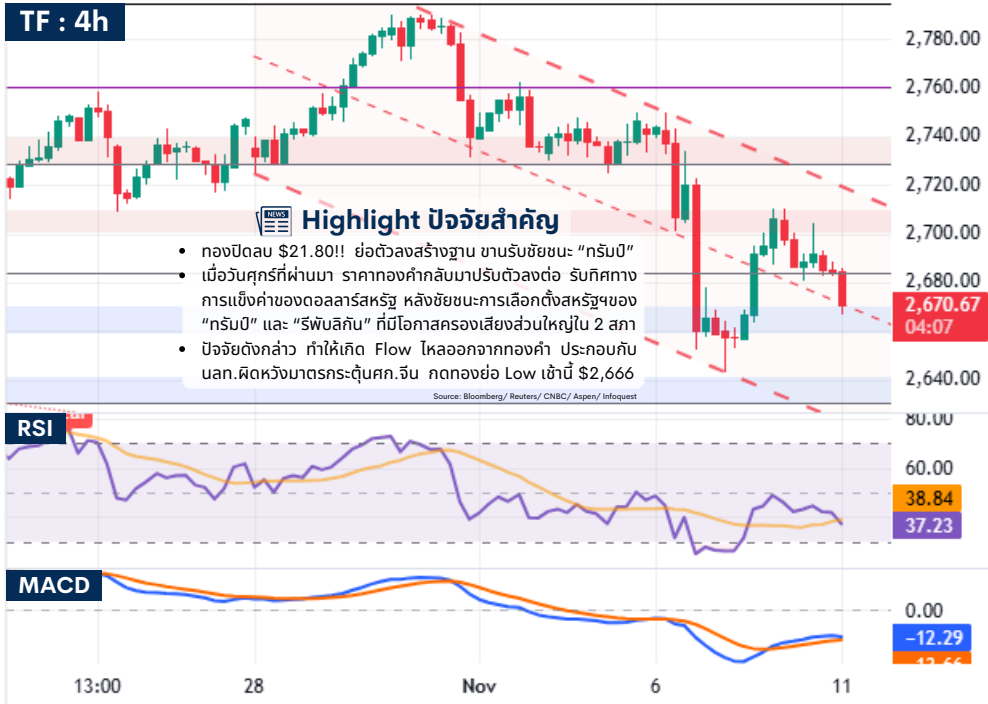 TF : 4h
2,780.00
2,760.00
2,740.00
2,720.00
2,700.00
2,680.00
2,670.67
04:07
2,640.00
NEWS
Highlight ปัจจัยสำคัญ
• ทองปิดลบ $21.80!! ย่อตัวลงสร้างฐาน ขานรับชัยชนะ “ทรัมป์”
• เมื่อวันศุกร์ที่ผ่านมา ราคาทองคำกลับมาปรับตัวลงต่อ รับทิศทาง
การแข็งค่าของดอลลาร์สหรัฐ หลังชัยชนะการเลือกตั้งสหรัฐฯของ
“ทรัมป์” และ “รีพับลิกัน” ที่มีโอกาสครองเสียงส่วนใหญ่ใน 2 สภา
• ปัจจัยดังกล่าว ทำให้เกิด Flow ไหลออกจากทองคำ ประกอบกับ
นลท.ผิดหวังมาตรกระตุ้นศก.จีน กดทองย่อ Low เช้านี้ $2,666
Source: Bloomberg/ Reuters/ CNBC/ Aspen/ Infoquest
RSI
80.00
60.00
38.84
37.23
MACD
0.00
−12.29
13:00 28 Nov 6 11